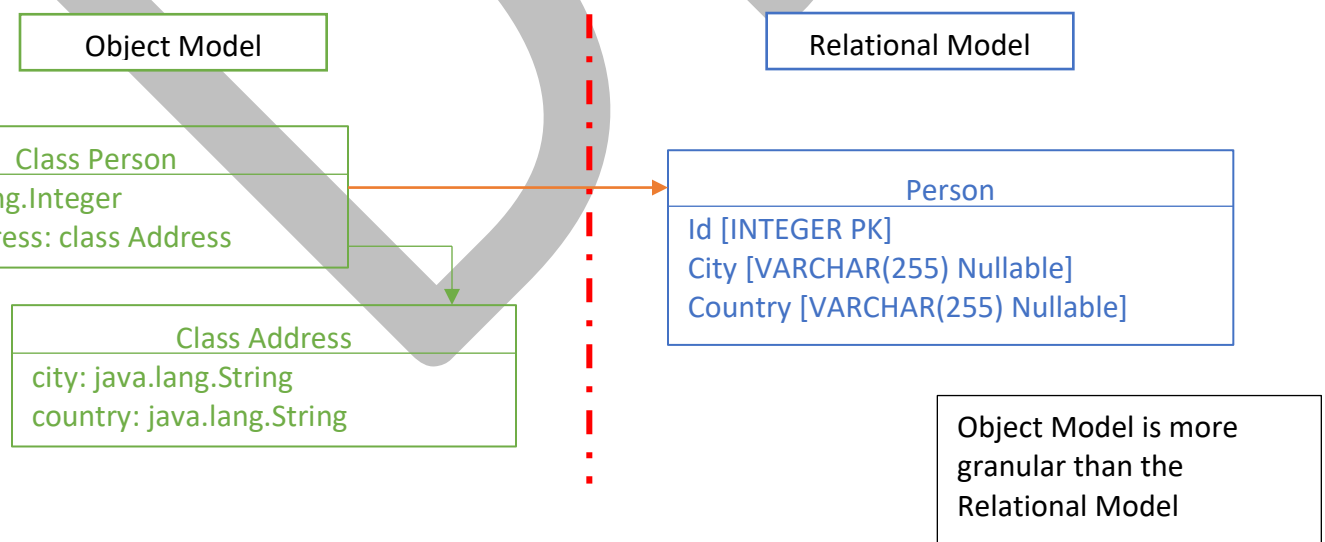 Object Model
Relational Model
Class Person
ng.Integer
ress: class Address
Class Address
city: java.lang.String
country: java.lang.String
Person
Id [INTEGER PK]
City [VARCHAR(255) Nullable]
Country [VARCHAR(255) Nullable]
Object Model is more
granular than the
Relational Model